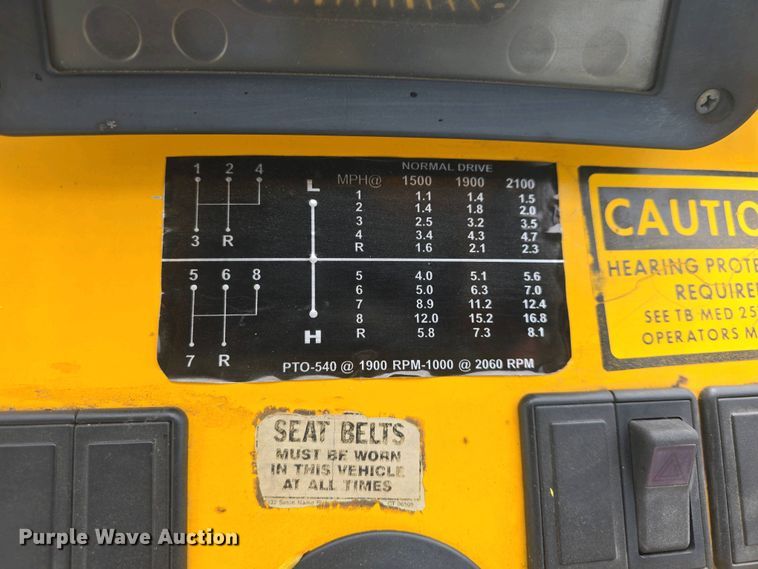 1 2 4
3 R
L
NORMAL DRIVE
MPH@ 1500 1900 2100
1 1.1 1.4 1.5
2 1.4 1.8 2.0
3 2.5 3.2 3.5
4 3.4 4.3 4.7
R 1.6 2.1 2.3
5 6 8
7 R
H
5 4.0 5.1 5.6
6 5.0 6.3 7.0
7 8.9 11.2 12.4
8 12.0 15.2 16.8
R 5.8 7.3 8.1
PTO-540 @ 1900 RPM-1000 @ 2060 RPM
CAUTIO
HEARING PROTE
REQUIRE
SEE TB MED 25
OPERATORS M
SEAT BELTS
MUST BE WORN
IN THIS VEHICLE
AT ALL TIMES
Purple Wave Auction